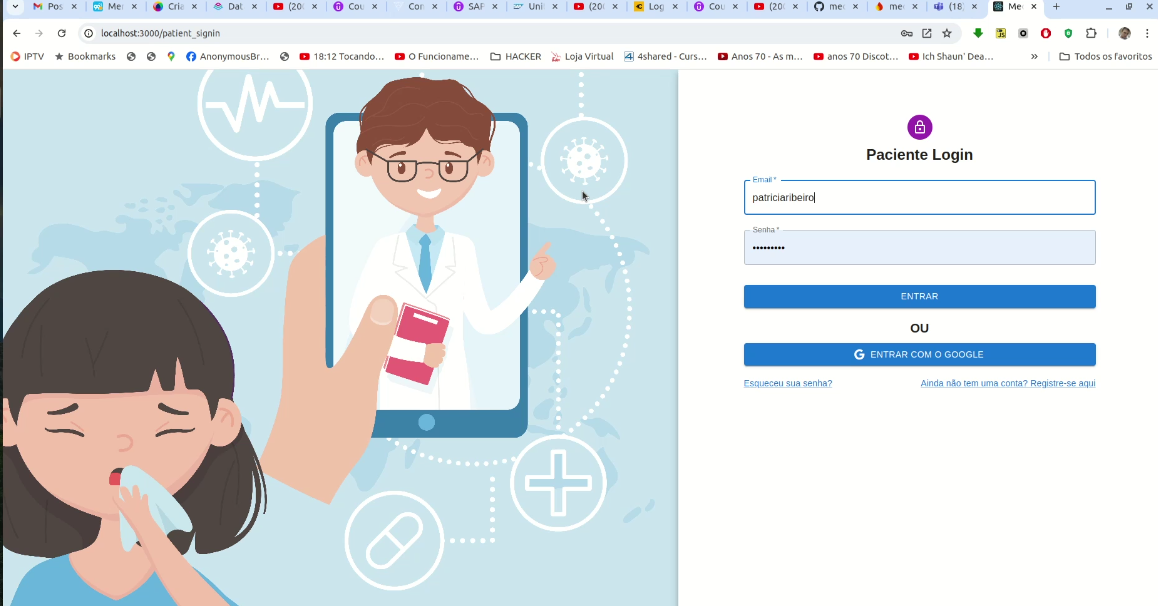 Pos
Me
Cria
Dal
(20
Cou
Cor
SAF
Uni
(20
Log
Cou
(20
me
me
(18
Me
localhost:3000/patient_signin
IPTV
Bookmarks
AnonymousBr...
18:12 Tocando...
O Funcioname...
HACKER
Loja Virtual
4shared - Curs...
Anos 70 - As m...
anos 70 Discot...
Ich Shaun' Dea...
»
Todos os favoritos
Paciente Login
Email *
patriciaribeiro
Senha *
•••••••••
ENTRAR
OU
ENTRAR COM O GOOGLE
Esqueceu sua senha?
Ainda não tem uma conta? Registre-se aqui